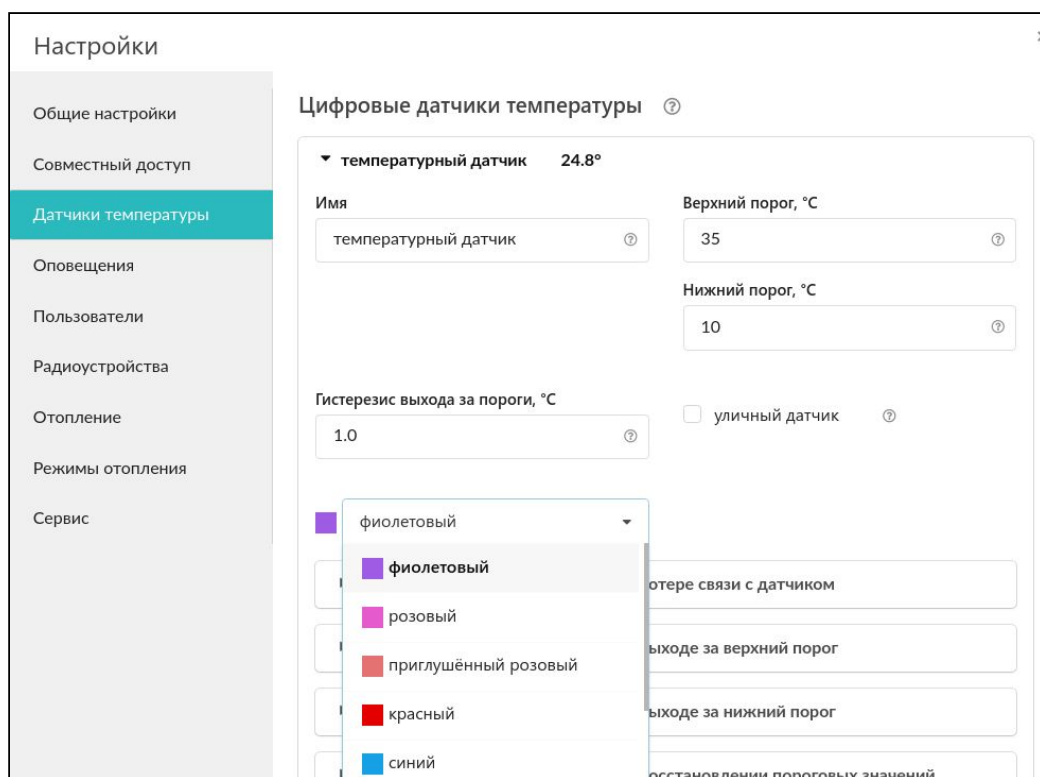 Настройки
Общие настройки
Совместный доступ
Датчики температуры
Оповещения
Пользователи
Радиоустройства
Отопление
Режимы отопления
Сервис
Цифровые датчики температуры
температурный датчик 24.8°
Имя
температурный датчик
Верхний порог, °C
35
Нижний порог, °C
10
Гистерезис выхода за пороги, °C
1.0
уличный датчик
фиолетовый
фиолетовый
розовый
приглушённый розовый
красный
синий
отере связи с датчиком
ыходе за верхний порог
ыходе за нижний порог
осстановлении пороговых значений